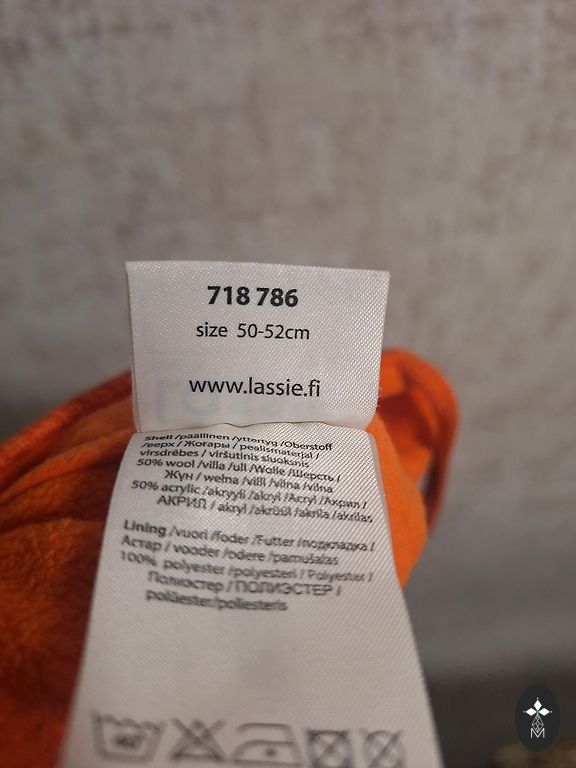 718 786
size 50-52cm
www.lassie.fi
Shell /päällinen /yttertyg /Oberstoff
/верх / Жоғары / pealismaterjal /
virsdrēbes / viršutinis sluoksnis
50% wool /villa /ull /Wolle /Шерсть /
Жүн / wełna /villi /vilna /vilna
50% acrylic /akryyli /akryl /Acryl /Акрил /
АКРИЛ / akryl /akrüül /akrila /akrilas
Lining /vuori /foder /Futter /подкладка /
Астар / vooder /odere /pamušalas
100% polyester /polyesteri / Polyester /
Полиэстер / ПОЛИЭСТЕР /
polüester/poliesteris
40°
M